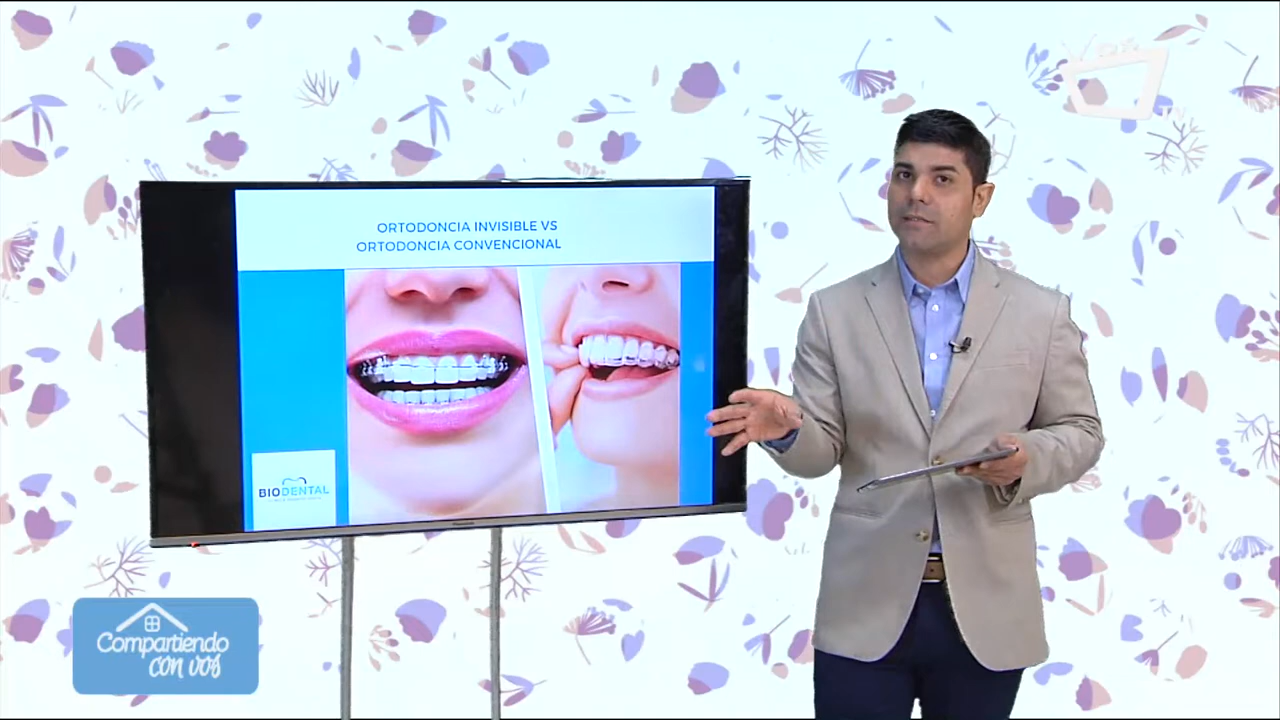 ORTODONCIA INVISIBLE VS
ORTODONCIA CONVENCIONAL
BIODENTAL
Compartiendo
con vos